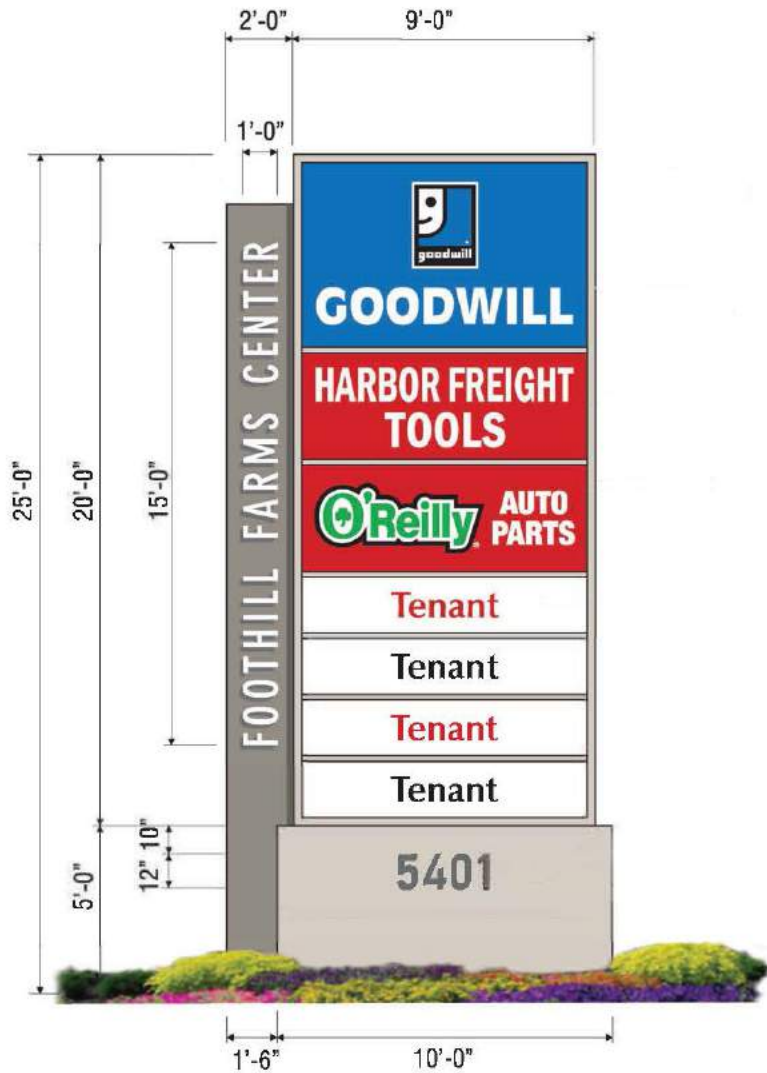 2'-0" 9'-0"
1'-0"
goodwill
GOODWILL
HARBOR FREIGHT
TOOLS
O'Reilly AUTO
PARTS
Tenant
Tenant
Tenant
Tenant
5401
FOOTHILL FARMS CENTER
25'-0"
20'-0"
15'-0"
10"
12"
5'-0"
1'-6" 10'-0"